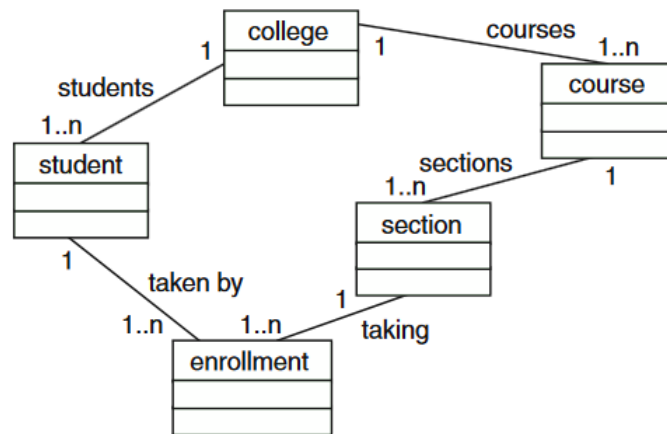 college
courses
1
1
1..n
students
course
1..n
student
sections
1
1..n
section
1
taken by
1
1..n
1..n
taking
enrollment